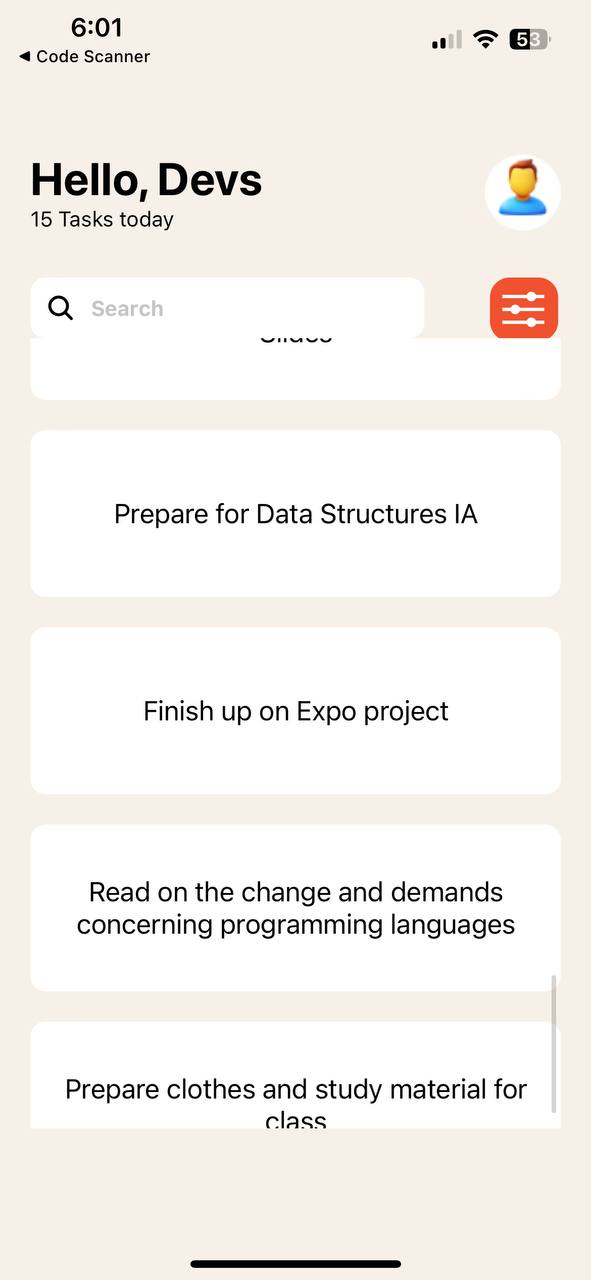 6:01
53
◀ Code Scanner
Hello, Devs
15 Tasks today
Search
Slides
Prepare for Data Structures IA
Finish up on Expo project
Read on the change and demands
concerning programming languages
Prepare clothes and study material for
class